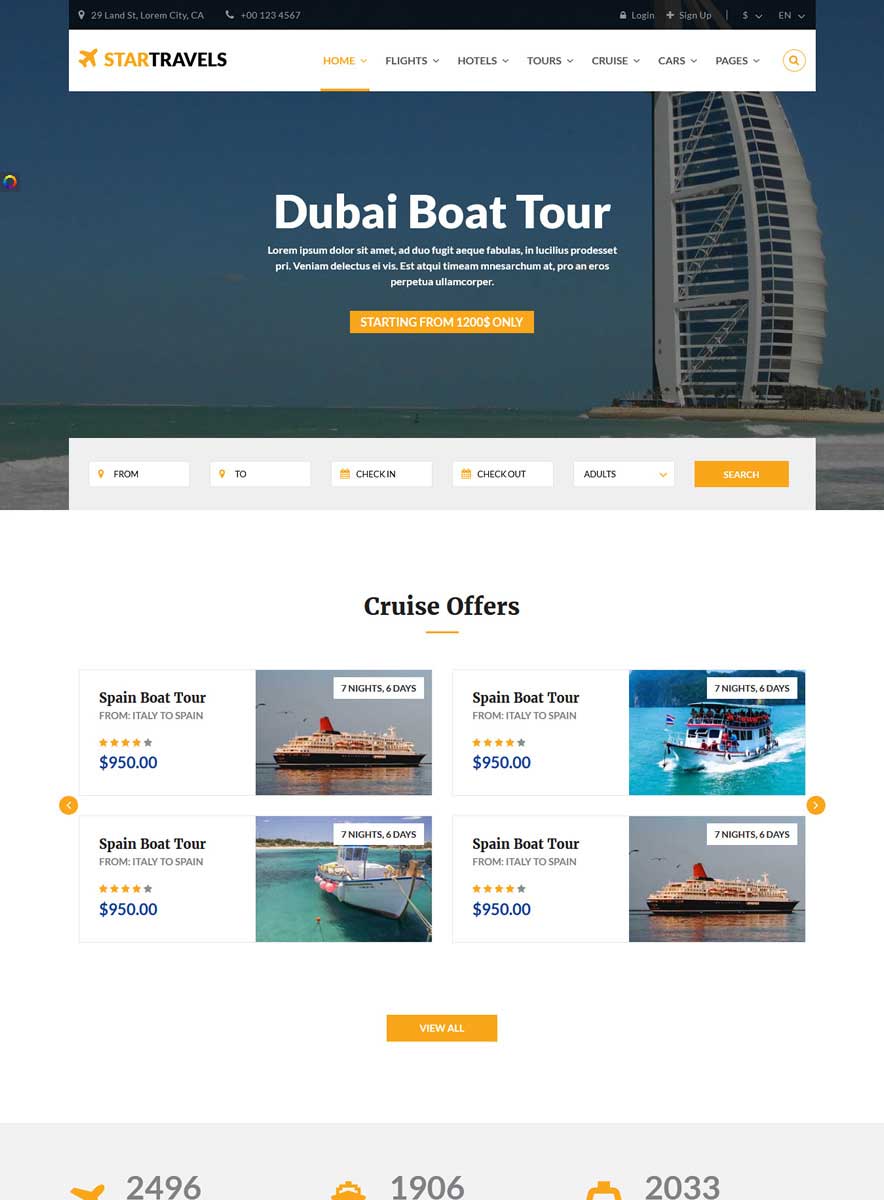 29 Land St, Lorem City, CA
+00 123 4567
Login
Sign Up
$
EN
STARTRAVELS
HOME
FLIGHTS
HOTELS
TOURS
CRUISE
CARS
PAGES
Dubai Boat Tour
Lorem ipsum dolor sit amet, ad duo fugit aeque fabulas, in lucilius prodesset
pri. Veniam delectus ei vis. Est atqui timeam mnesarchum at, pro an eros
perpetua ullamcorper.
STARTING FROM 1200$ ONLY
FROM
TO
CHECK IN
CHECK OUT
ADULTS
SEARCH
Cruise Offers
Spain Boat Tour
FROM: ITALY TO SPAIN
$950.00
7 NIGHTS, 6 DAYS
Spain Boat Tour
FROM: ITALY TO SPAIN
$950.00
7 NIGHTS, 6 DAYS
Spain Boat Tour
FROM: ITALY TO SPAIN
$950.00
7 NIGHTS, 6 DAYS
Spain Boat Tour
FROM: ITALY TO SPAIN
$950.00
7 NIGHTS, 6 DAYS
VIEW ALL
2496
1906
2033